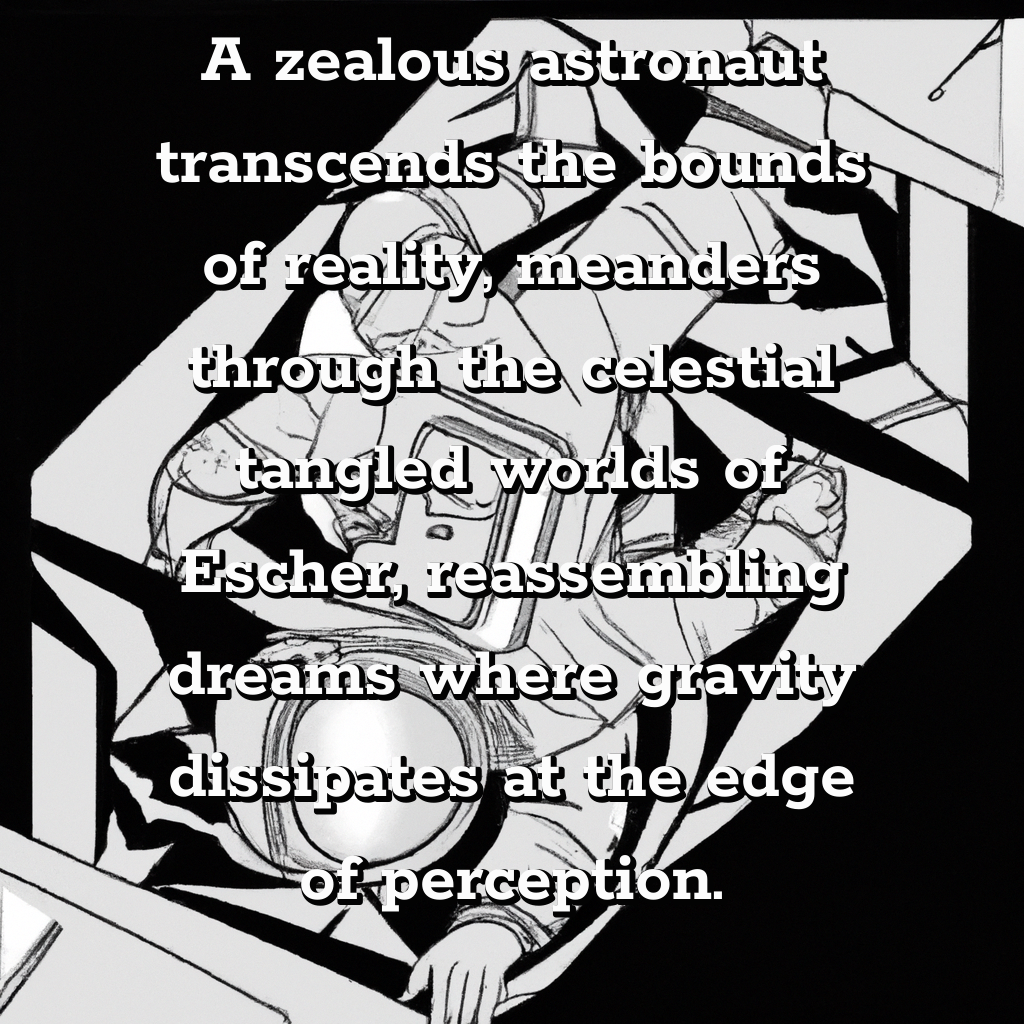 A zealous astronaut
transcends the bounds
of reality, meanders
through the celestial
tangled worlds of
Escher, reassembling
dreams where gravity
dissipates at the edge
of perception.